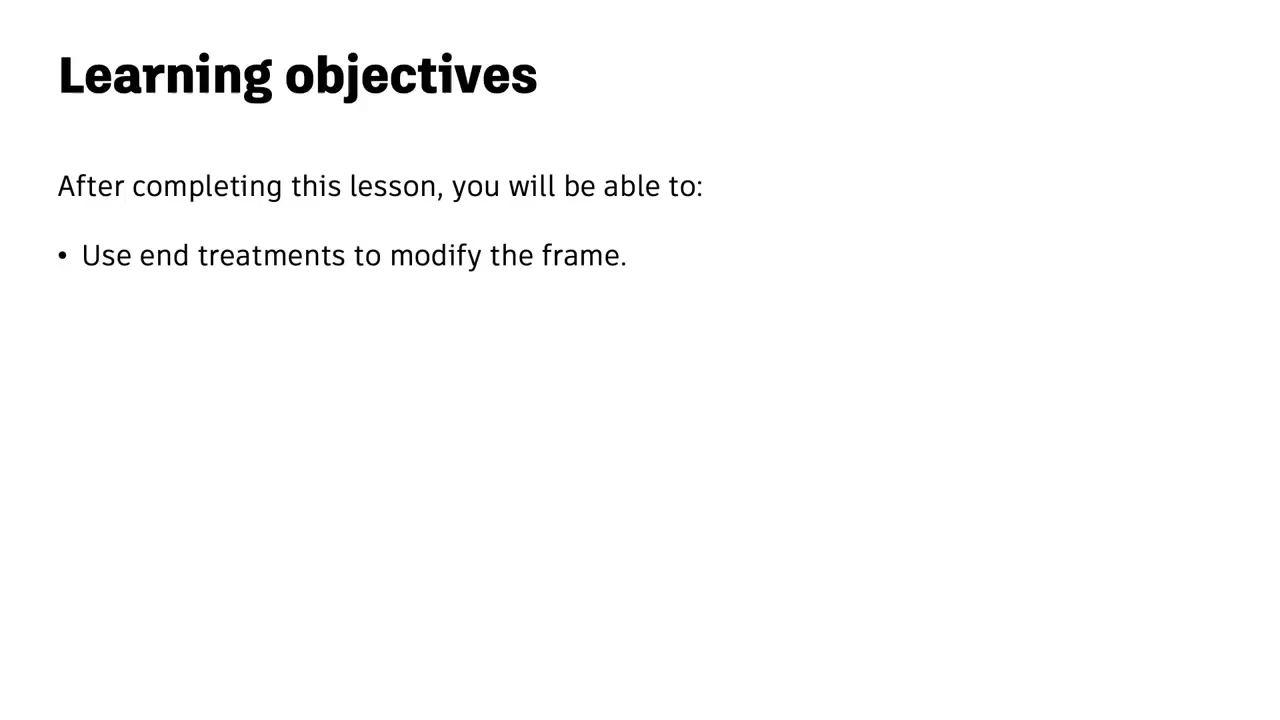 Learning objectives
After completing this lesson, you will be able to:
• Use end treatments to modify the frame.